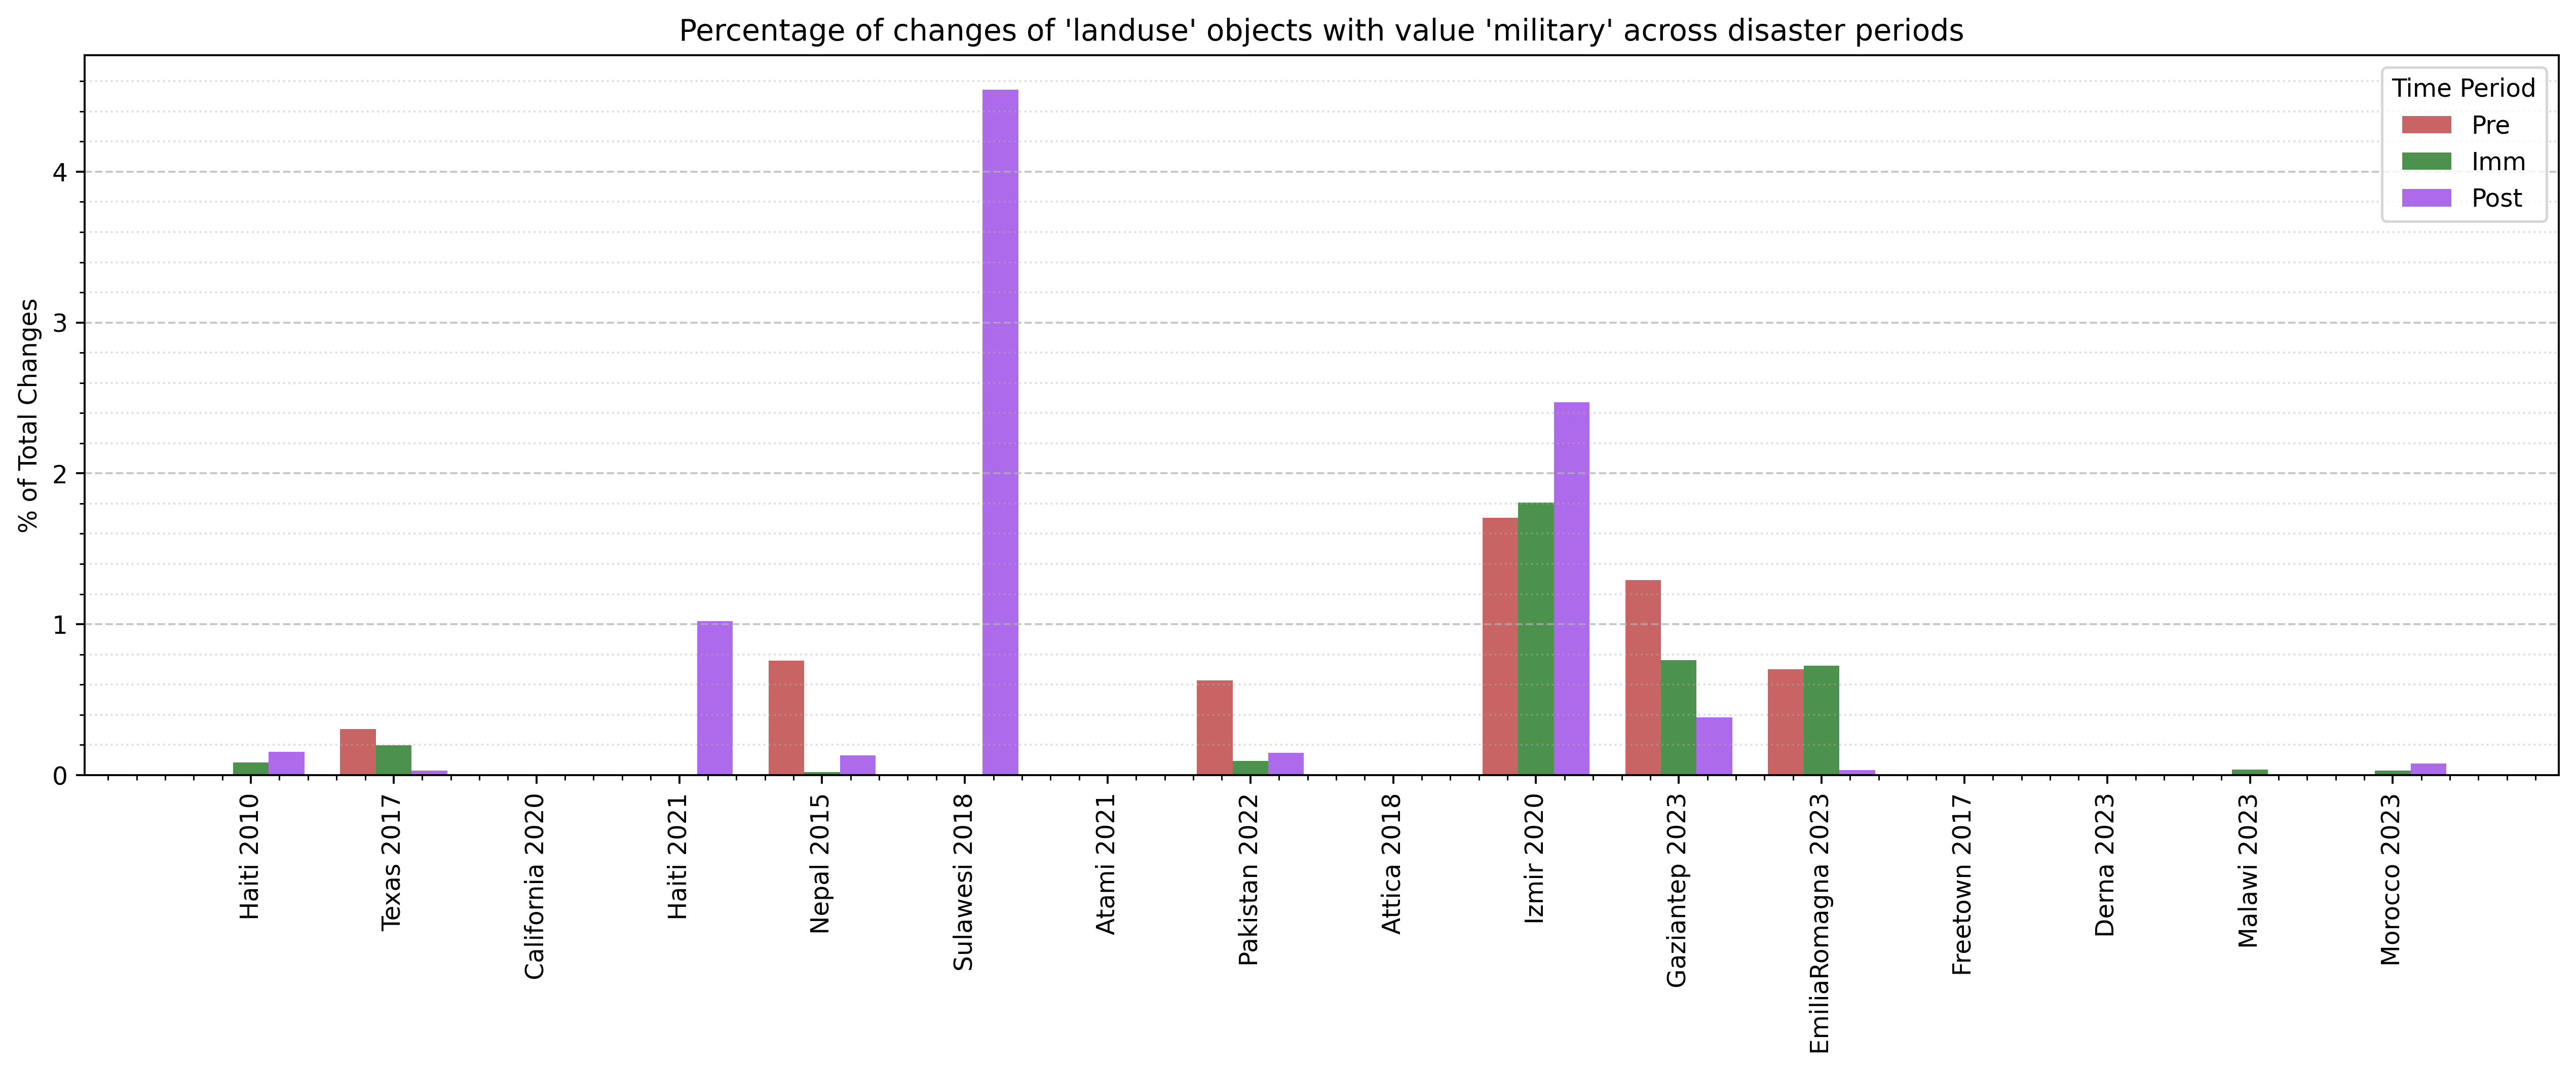 Percentage of changes of 'landuse' objects with value 'military' across disaster periods
% of Total Changes
4
3
2
1
0
Time Period
Pre
Imm
Post
Haiti 2010
Texas 2017
California 2020
Haiti 2021
Nepal 2015
Sulawesi 2018
Atami 2021
Pakistan 2022
Attica 2018
Izmir 2020
Gaziantep 2023
EmiliaRomagna 2023
Freetown 2017
Derna 2023
Malawi 2023
Morocco 2023